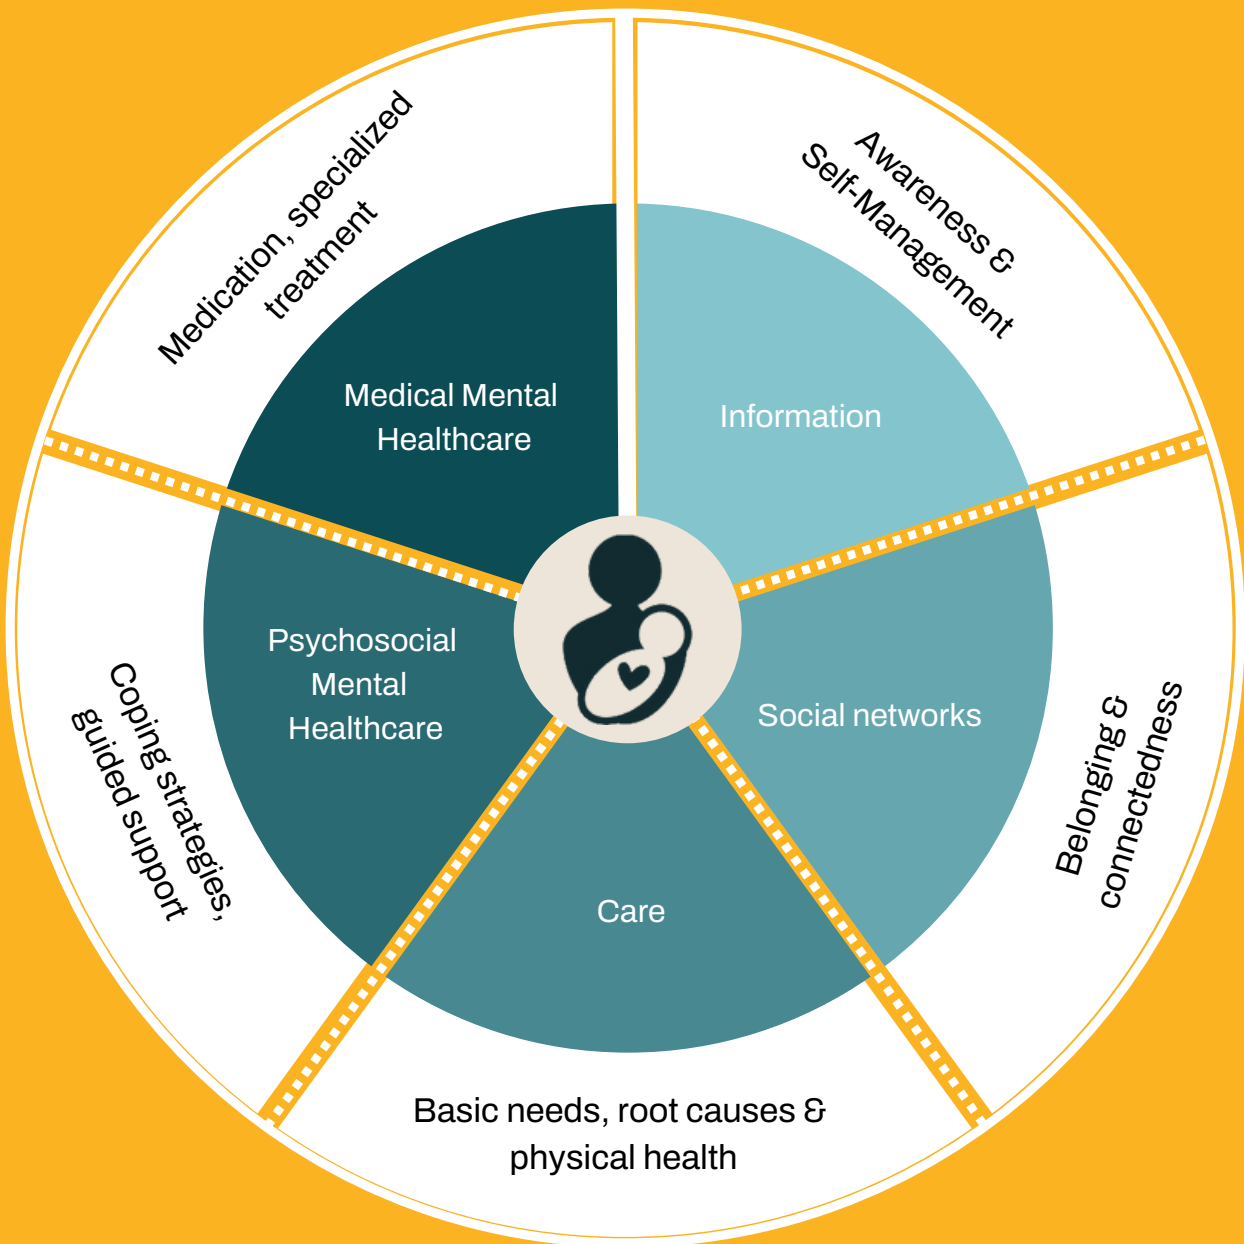 Medication, specialized
treatment
Awareness &
Self-Management
Medical Mental
Healthcare
Information
Psychosocial
Mental
Healthcare
Social networks
Coping strategies,
guided support
Belonging &
connectedness
Care
Basic needs, root causes &
physical health